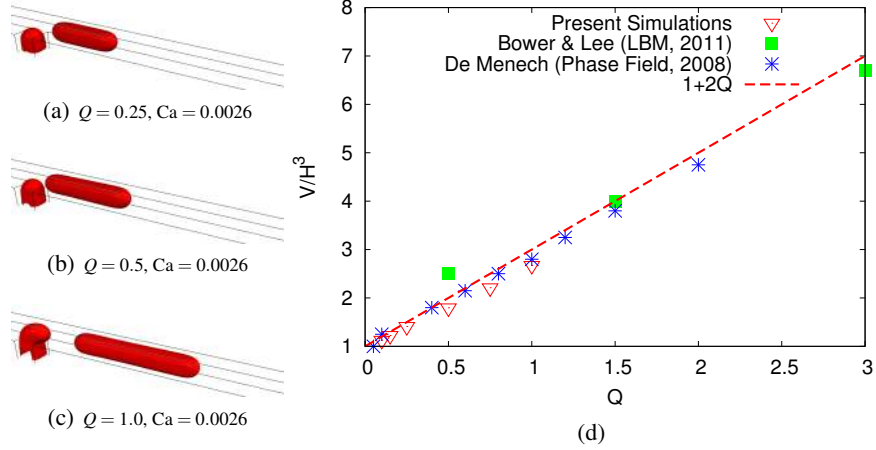 (a) Q = 0.25, Ca = 0.0026
(b) Q = 0.5, Ca = 0.0026
(c) Q = 1.0, Ca = 0.0026
8
7
6
5
4
3
2
1
V/H³
Present Simulations
Bower & Lee (LBM, 2011)
De Menech (Phase Field, 2008)
1+2Q
0 0.5 1 1.5 2 2.5 3
Q
(d)